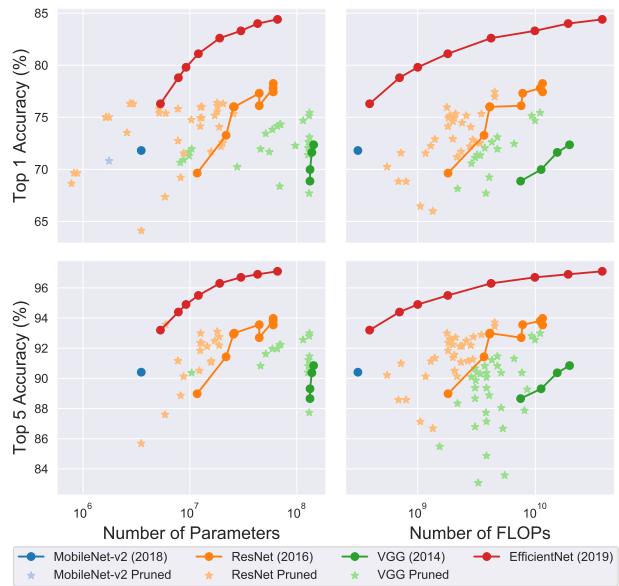 85
80
75
70
65
Top 1 Accuracy (%)
96
94
92
90
88
86
84
Top 5 Accuracy (%)
10^6 10^7 10^8
10^9 10^10
Number of Parameters
Number of FLOPs
MobileNet-v2 (2018) ResNet (2016) VGG (2014) EfficientNet (2019)
MobileNet-v2 Pruned ResNet Pruned VGG Pruned